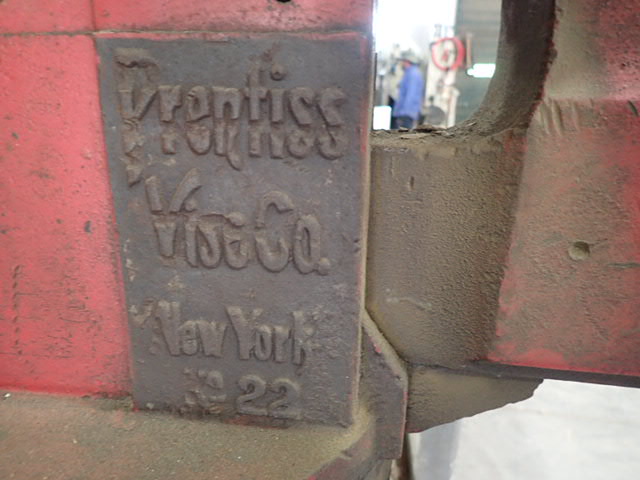 Prentiss
Vise Co.
New York
No 22